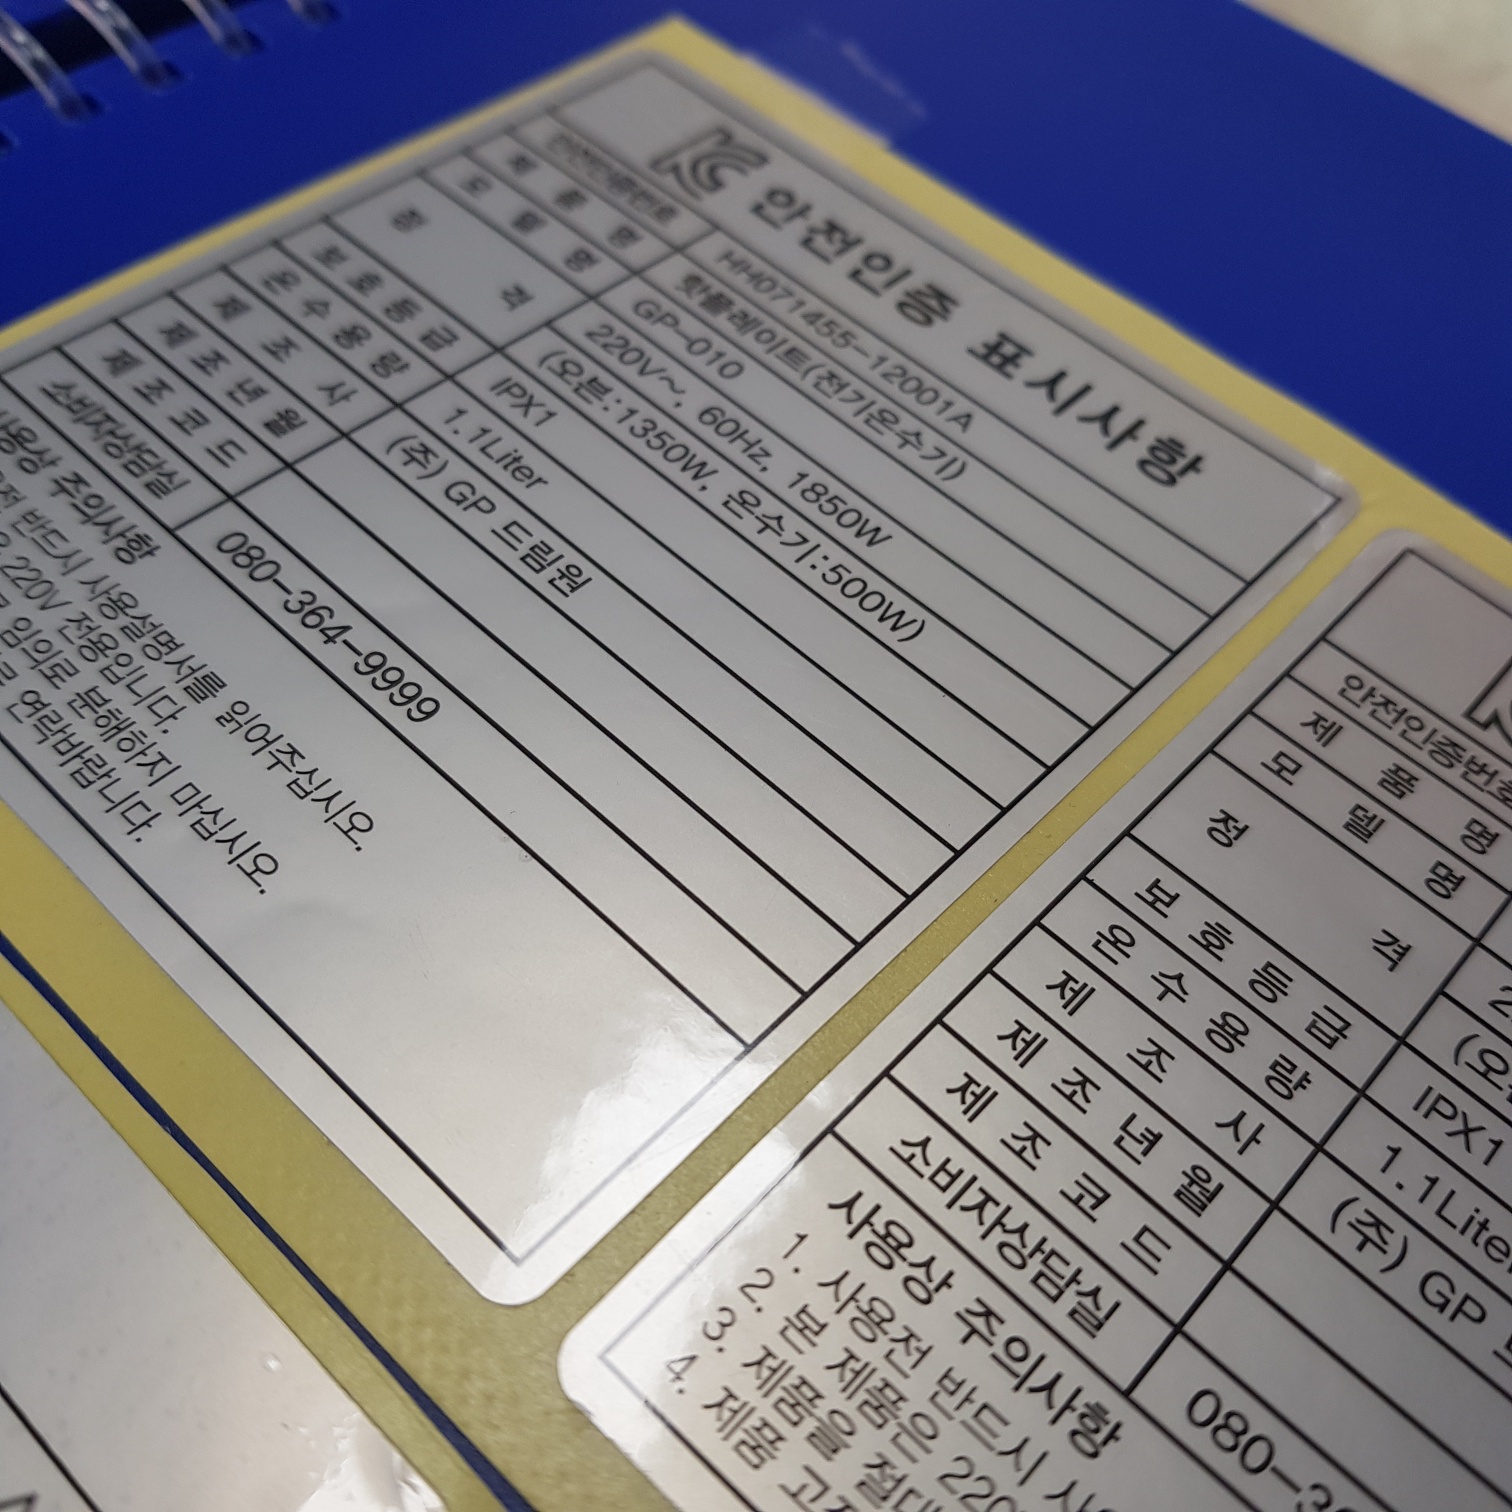 KC 안전인증 표시사항
안전인증번호 HH071455-12001A
제품명 핫플레이트(전기온수기)
모델명 GP-010
정격 220V~, 60Hz, 1850W
(오븐:1350W, 온수기:500W)
보호등급 IPX1
온수용량 1.1Liter
제조사 (주) GP 드림원
제조년월
제조코드
소비자상담실 080-364-9999
사용상 주의사항
반드시 사용설명서를 읽어주십시오.
220V 전용입니다.
임의로 분해하지 마십시오.
연락바랍니다.
안전인증번호
제품명
모델명
정격
(오
보호등급 IPX1
온수용량 1.1Liter
제조사 (주) GP
제조년월
제조코드
소비자상담실 080-3
사용상 주의사항
1. 사용전 반드시
2. 본 제품은 220
3. 제품을 절대
4. 제품